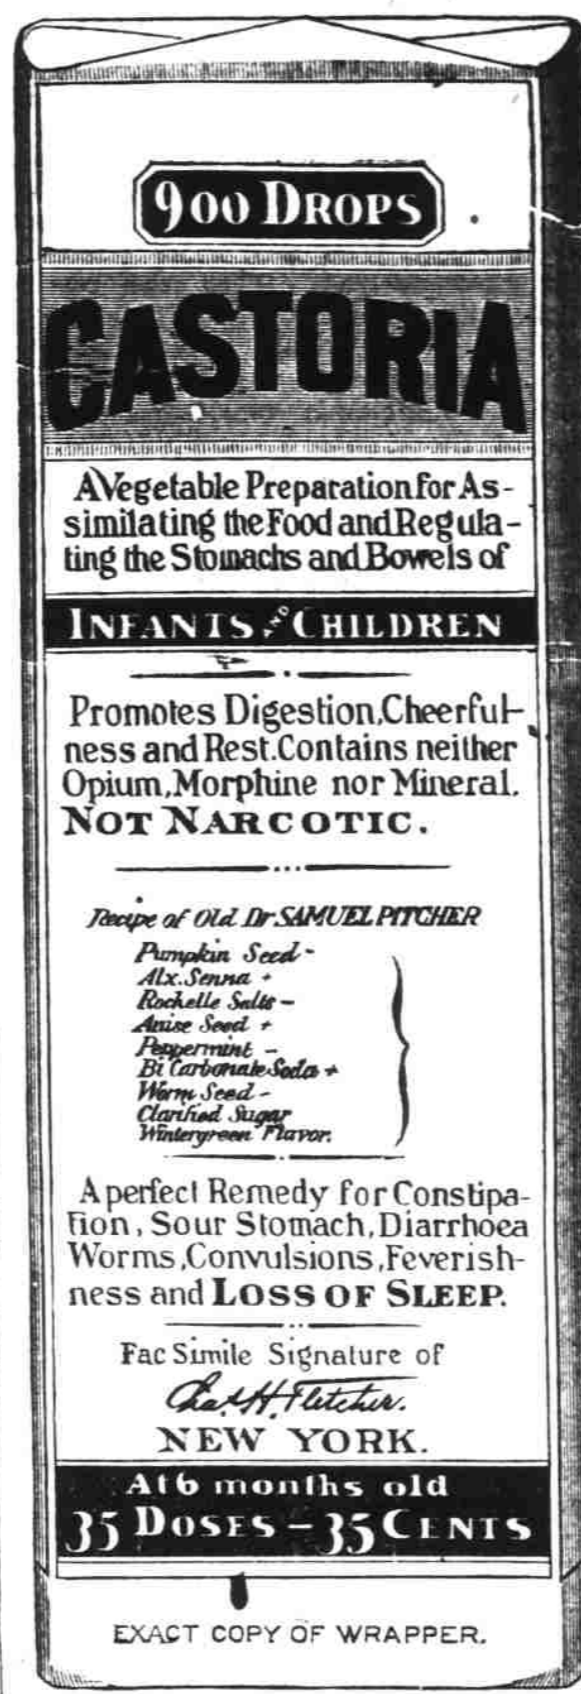 900 DROPS
CASTORIA
A Vegetable Preparation for As-
similating the Food and Regula-
ting the Stomachs and Bowels of
INFANTS AND CHILDREN
Promotes Digestion, Cheerful-
ness and Rest. Contains neither
Opium, Morphine nor Mineral.
NOT NARCOTIC.
Recipe of Old Dr SAMUEL PITCHER
Pumpkin Seed -
Alx. Senna +
Rochelle Salts -
Anise Seed +
Peppermint -
Bi Carbonate Soda +
Worm Seed -
Clarified Sugar
Wintergreen Flavor.
A perfect Remedy for Constipa-
tion, Sour Stomach, Diarrhoea
Worms, Convulsions, Feverish-
ness and LOSS OF SLEEP.
Fac Simile Signature of
Chas. H. Fletcher.
NEW YORK.
At 6 months old
35 DOSES - 35 CENTS
EXACT COPY OF WRAPPER.